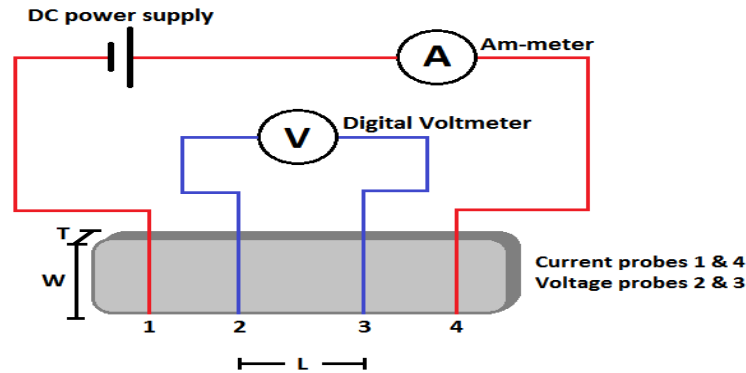 DC power supply
A
Am-meter
V
Digital Voltmeter
T
W
Current probes 1 & 4
Voltage probes 2 & 3
1 2 3 4
L